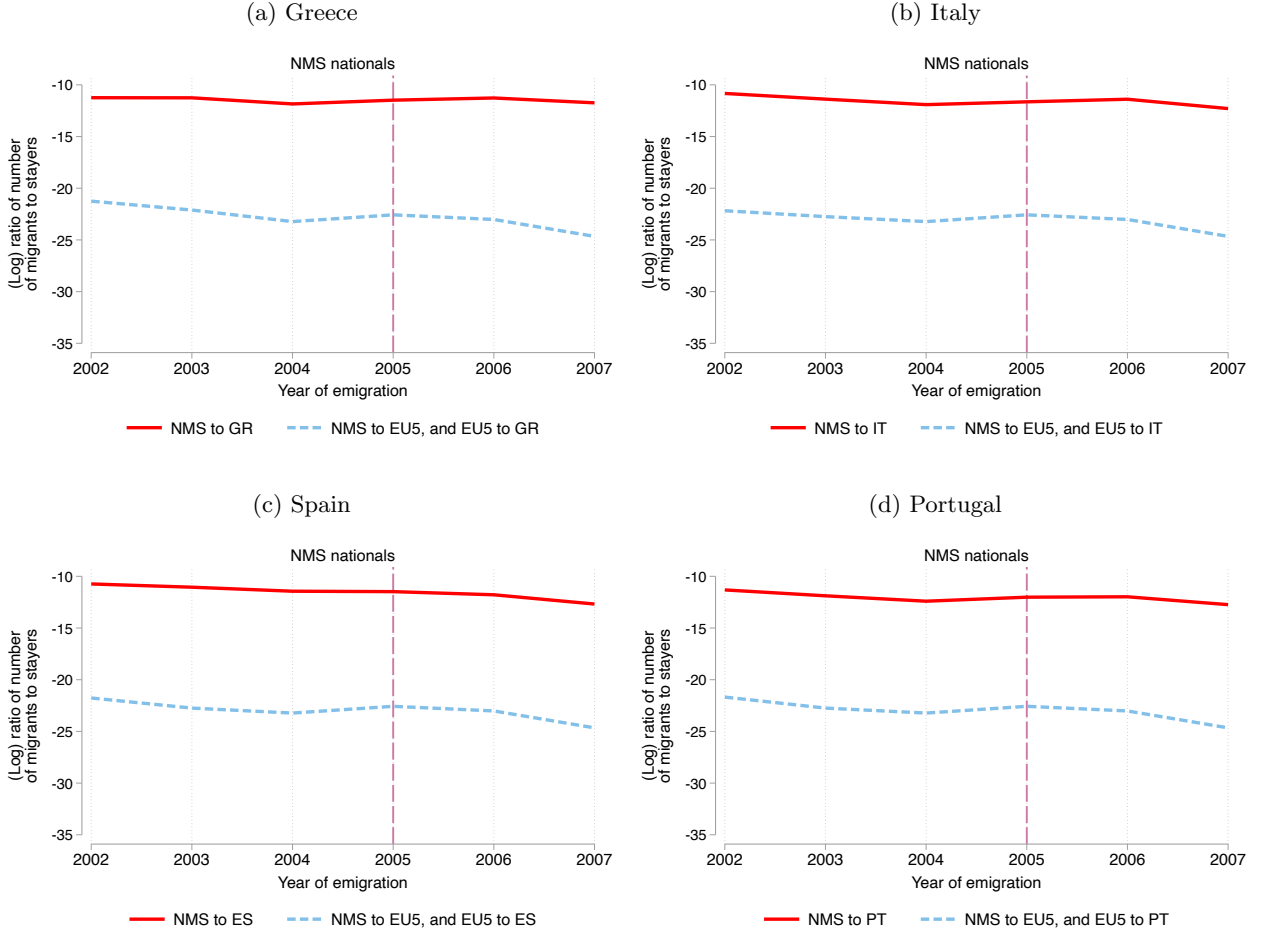 (a) Greece
NMS nationals
(Log) ratio of number
of migrants to stayers
-10
-15
-20
-25
-30
-35
2002 2003 2004 2005 2006 2007
Year of emigration
NMS to GR NMS to EU5, and EU5 to GR
(b) Italy
NMS nationals
(Log) ratio of number
of migrants to stayers
-10
-15
-20
-25
-30
-35
2002 2003 2004 2005 2006 2007
Year of emigration
NMS to IT NMS to EU5, and EU5 to IT
(c) Spain
NMS nationals
(Log) ratio of number
of migrants to stayers
-10
-15
-20
-25
-30
-35
2002 2003 2004 2005 2006 2007
Year of emigration
NMS to ES NMS to EU5, and EU5 to ES
(d) Portugal
NMS nationals
(Log) ratio of number
of migrants to stayers
-10
-15
-20
-25
-30
-35
2002 2003 2004 2005 2006 2007
Year of emigration
NMS to PT NMS to EU5, and EU5 to PT